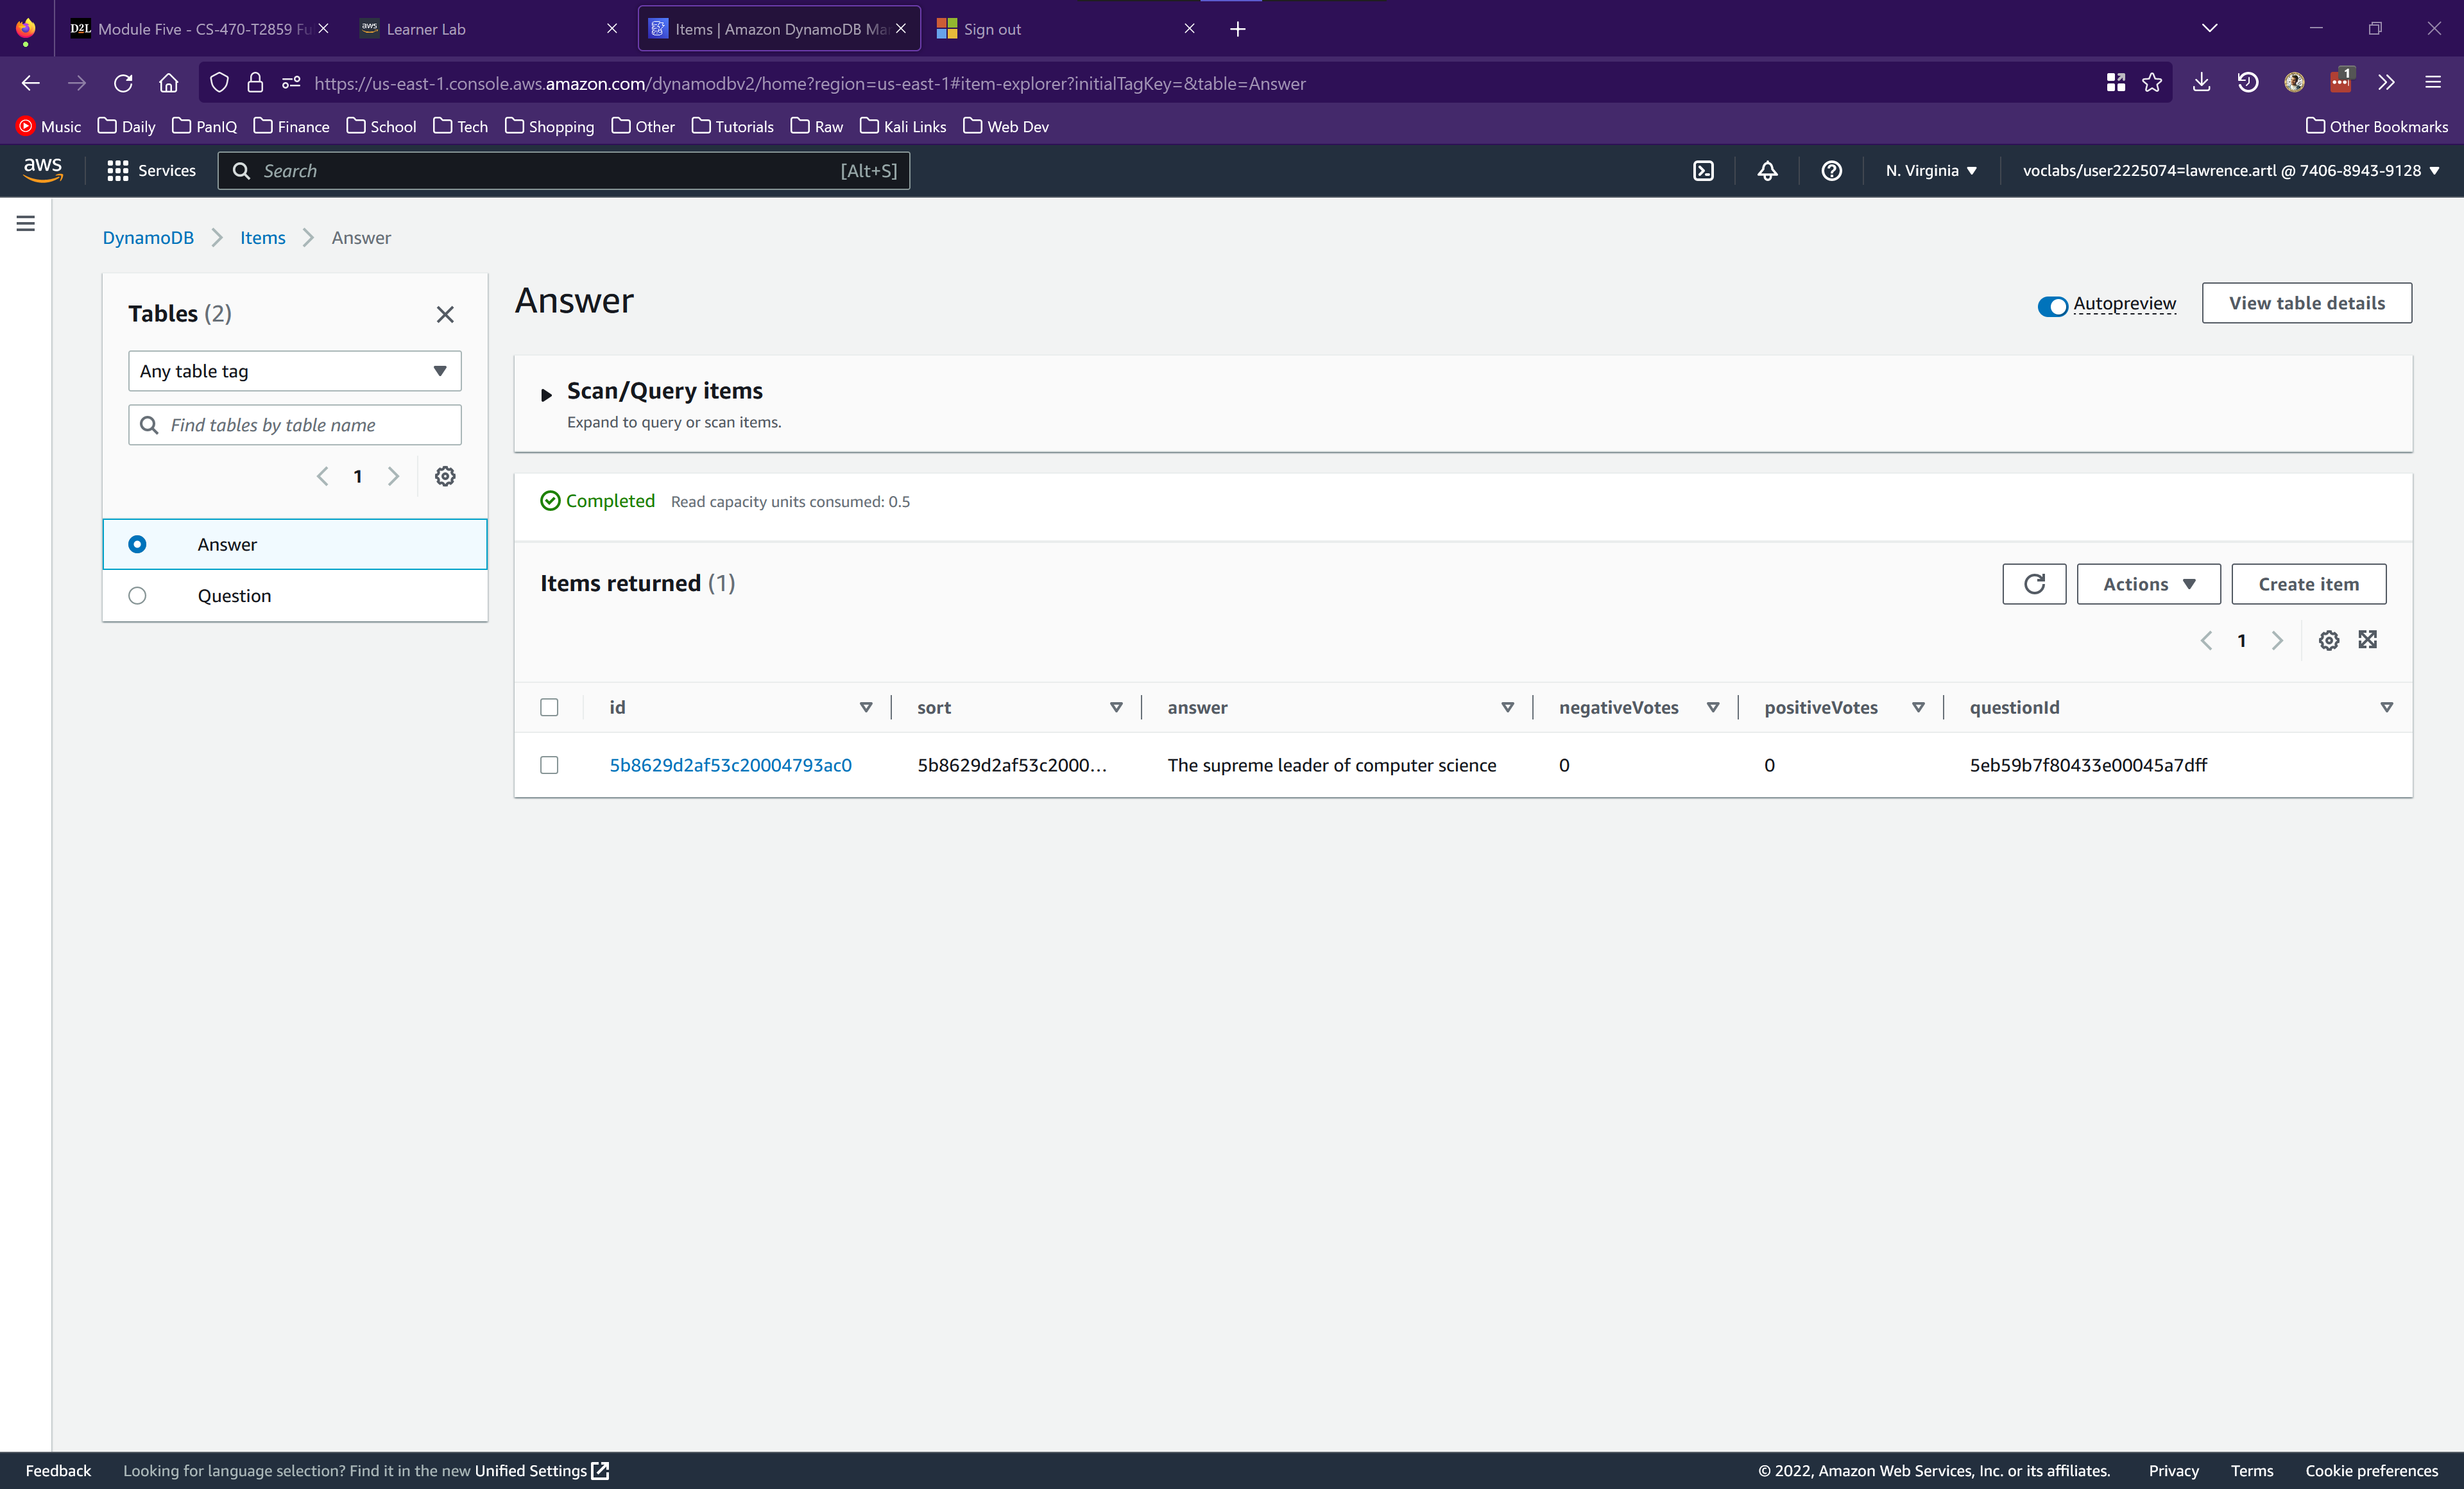 D2L Module Five - CS-470-T2859 Fu
aws Learner Lab
Items | Amazon DynamoDB Ma
Sign out
https://us-east-1.console.aws.amazon.com/dynamodbv2/home?region=us-east-1#item-explorer?initialTagKey=&table=Answer
1
Music Daily PanIQ Finance School Tech Shopping Other Tutorials Raw Kali Links Web Dev Other Bookmarks
aws Services Search [Alt+S] N. Virginia voclabs/user2225074=lawrence.artl @ 7406-8943-9128
DynamoDB Items Answer
Tables (2)
Any table tag
Find tables by table name
1
Answer
Question
Answer
Autopreview View table details
Scan/Query items
Expand to query or scan items.
Completed Read capacity units consumed: 0.5
Items returned (1)
Actions Create item
1
id sort answer negativeVotes positiveVotes questionId
5b8629d2af53c20004793ac0 5b8629d2af53c2000... The supreme leader of computer science 0 0 5eb59b7f80433e00045a7dff
Feedback Looking for language selection? Find it in the new Unified Settings © 2022, Amazon Web Services, Inc. or its affiliates. Privacy Terms Cookie preferences